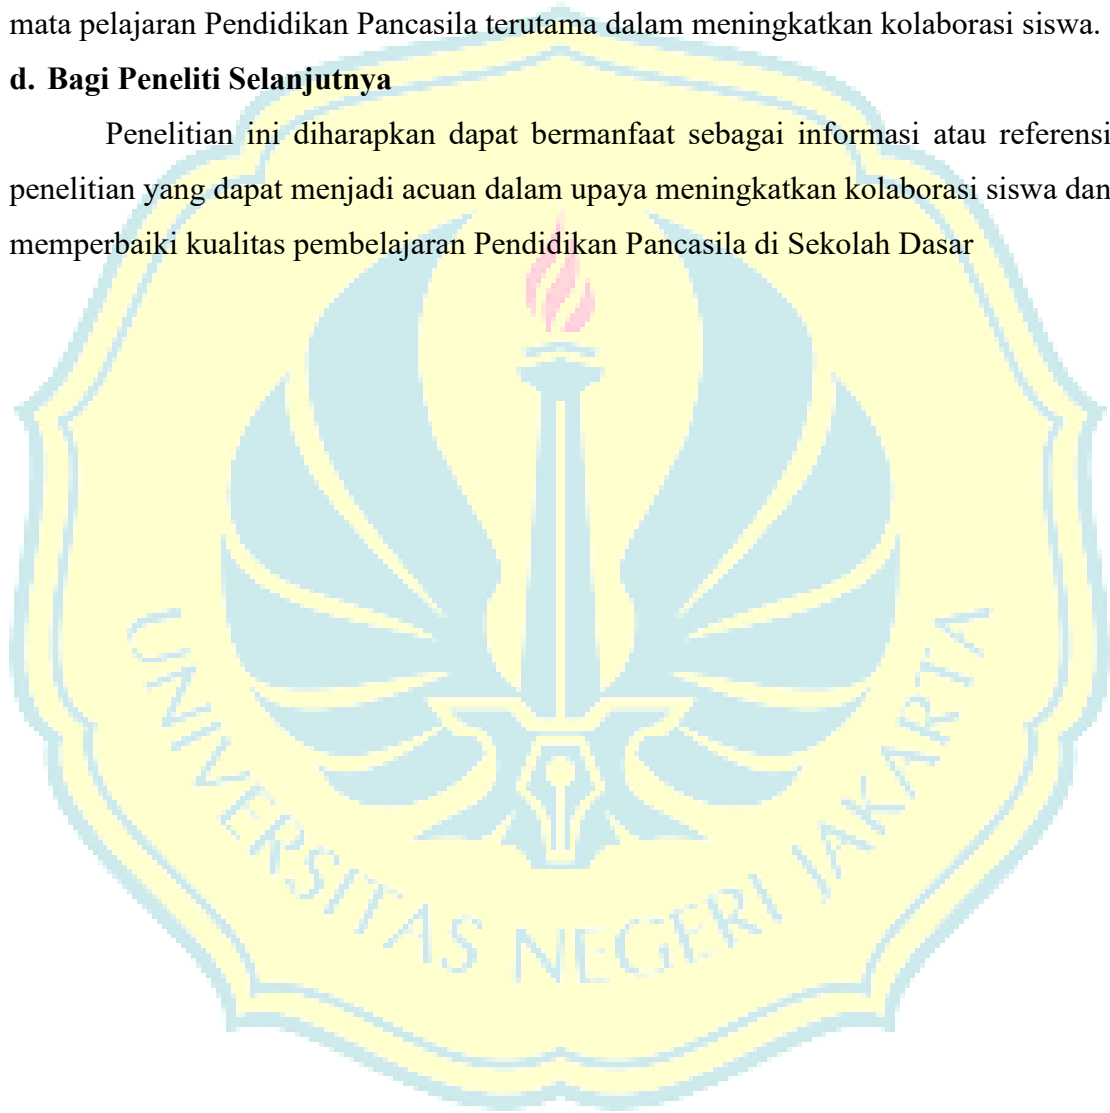 mata pelajaran Pendidikan Pancasila terutama dalam meningkatkan kolaborasi siswa.
d. Bagi Peneliti Selanjutnya
Penelitian ini diharapkan dapat bermanfaat sebagai informasi atau referensi
penelitian yang dapat menjadi acuan dalam upaya meningkatkan kolaborasi siswa dan
memperbaiki kualitas pembelajaran Pendidikan Pancasila di Sekolah Dasar
UNIVERSITAS NEGERI JAKARTA